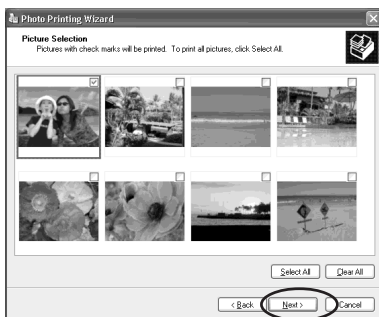 Photo Printing Wizard
Picture Selection
Pictures with check marks will be printed. To print all pictures, click Select All.
Select All
Clear All
< Back
Next >
Cancel